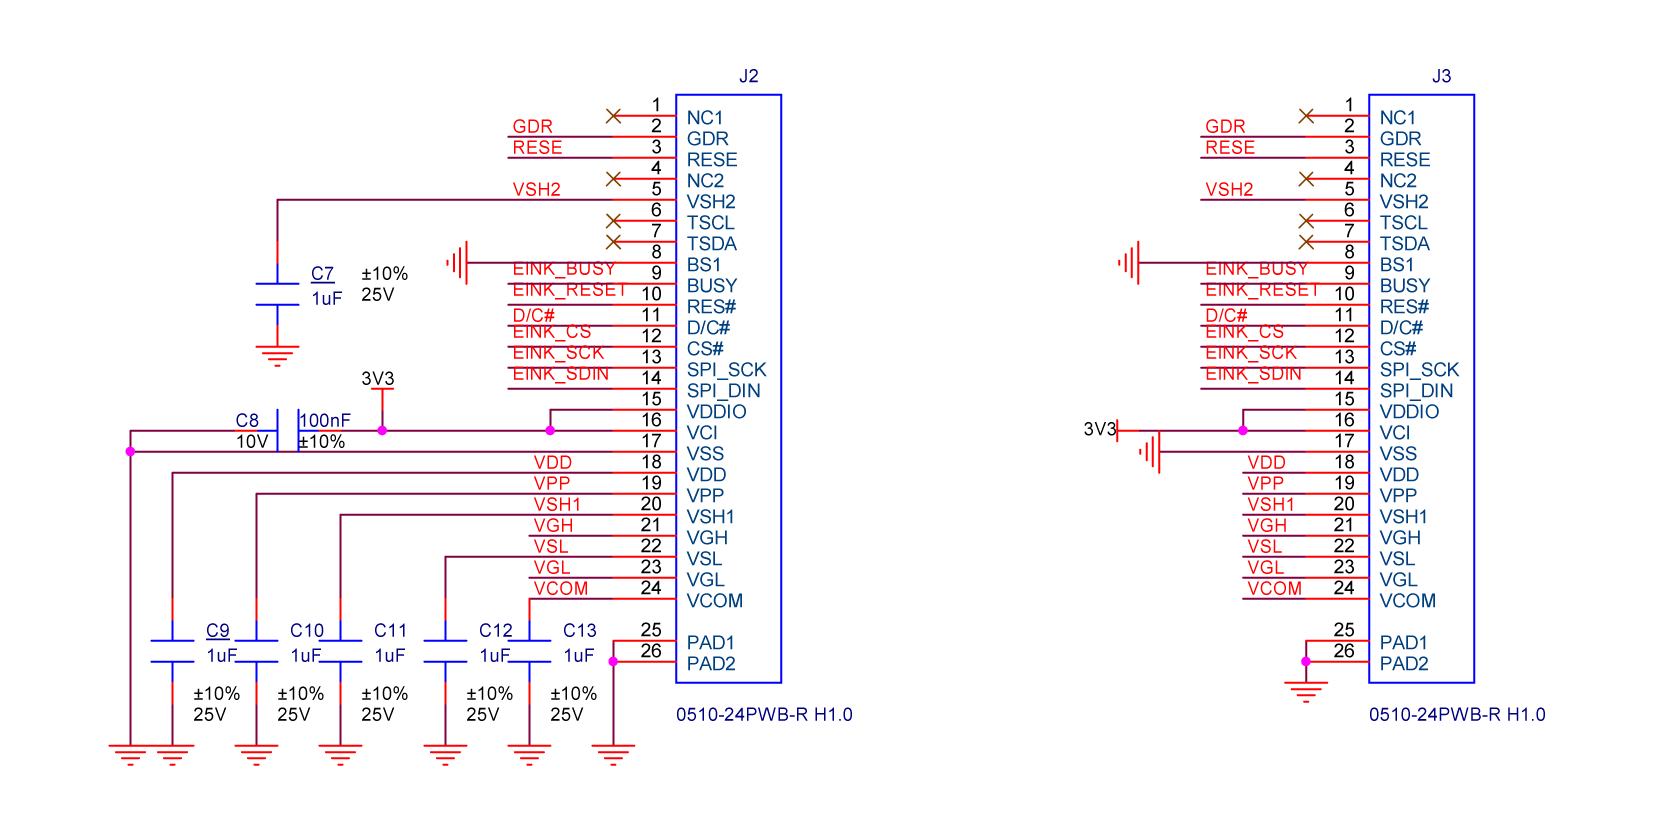 J2
1 NC1
GDR 2 GDR
RESE 3 RESE
4 NC2
VSH2 5 VSH2
6 TSCL
7 TSDA
8 BS1
EINK_BUSY 9 BUSY
EINK_RESET 10 RES#
D/C# 11 D/C#
EINK_CS 12 CS#
EINK_SCK 13 SPI_SCK
EINK_SDIN 14 SPI_DIN
15 VDDIO
16 VCI
17 VSS
VDD 18 VDD
VPP 19 VPP
VSH1 20 VSH1
VGH 21 VGH
VSL 22 VSL
VGL 23 VGL
VCOM 24 VCOM
25 PAD1
26 PAD2
0510-24PWB-R H1.0
C7 ±10%
1uF 25V
3V3
C8 100nF
10V ±10%
C9 C10 C11 C12 C13
1uF 1uF 1uF 1uF 1uF
±10% ±10% ±10% ±10% ±10%
25V 25V 25V 25V 25V
J3
1 NC1
GDR 2 GDR
RESE 3 RESE
4 NC2
VSH2 5 VSH2
6 TSCL
7 TSDA
8 BS1
EINK_BUSY 9 BUSY
EINK_RESET 10 RES#
D/C# 11 D/C#
EINK_CS 12 CS#
EINK_SCK 13 SPI_SCK
EINK_SDIN 14 SPI_DIN
15 VDDIO
3V3 16 VCI
17 VSS
VDD 18 VDD
VPP 19 VPP
VSH1 20 VSH1
VGH 21 VGH
VSL 22 VSL
VGL 23 VGL
VCOM 24 VCOM
25 PAD1
26 PAD2
0510-24PWB-R H1.0